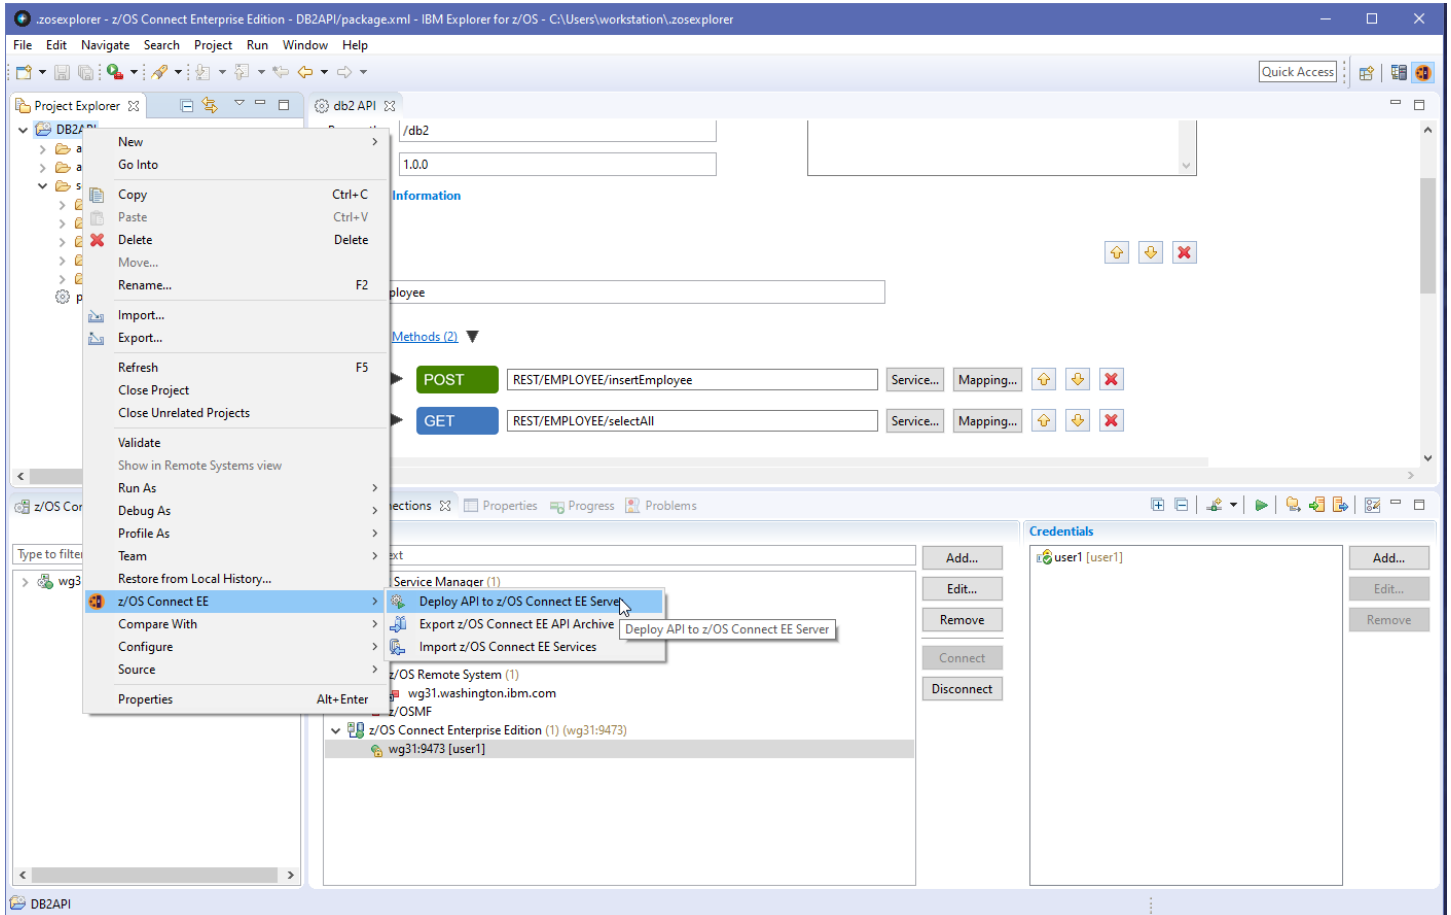 .zosexplorer - z/OS Connect Enterprise Edition - DB2API/package.xml - IBM Explorer for z/OS - C:\Users\workstation\.zosexplorer
File Edit Navigate Search Project Run Window Help
Quick Access
Project Explorer
db2 API
DB2API
/db2
1.0.0
Information
ployee
Methods (2)
POST REST/EMPLOYEE/insertEmployee Service... Mapping...
GET REST/EMPLOYEE/selectAll Service... Mapping...
New
Go Into
Copy Ctrl+C
Paste Ctrl+V
Delete Delete
Move...
Rename... F2
Import...
Export...
Refresh F5
Close Project
Close Unrelated Projects
Validate
Show in Remote Systems view
Run As
Debug As
Profile As
Team
Restore from Local History...
z/OS Connect EE
Compare With
Configure
Source
Properties Alt+Enter
Deploy API to z/OS Connect EE Serve
Export z/OS Connect EE API Archive
Import z/OS Connect EE Services
Deploy API to z/OS Connect EE Server
z/OS Cor
Type to filte
wg3
ections Properties Progress Problems
ext
Service Manager (1)
z/OS Remote System (1)
wg31.washington.ibm.com
z/OSMF
z/OS Connect Enterprise Edition (1) (wg31:9473)
wg31:9473 [user1]
Add...
Edit...
Remove
Connect
Disconnect
Credentials
user1 [user1]
Add...
Edit...
Remove
DB2API